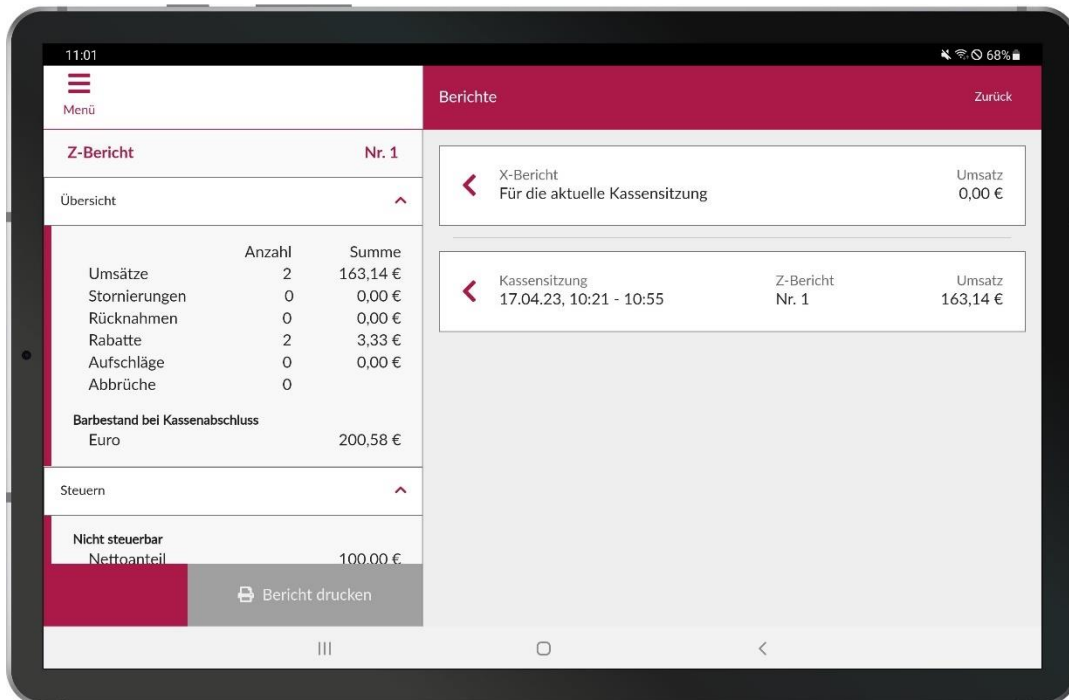 11:01
68%
Menü
Berichte
Zurück
Z-Bericht Nr. 1
Übersicht
Anzahl Summe
Umsätze 2 163,14 €
Stornierungen 0 0,00 €
Rücknahmen 0 0,00 €
Rabatte 2 3,33 €
Aufschläge 0 0,00 €
Abbrüche 0
Barbestand bei Kassenabschluss
Euro 200,58 €
Steuern
Nicht steuerbar
Nettoanteil 100,00 €
Bericht drucken
X-Bericht Umsatz
Für die aktuelle Kassensitzung 0,00 €
Kassensitzung Z-Bericht Umsatz
17.04.23, 10:21 - 10:55 Nr. 1 163,14 €